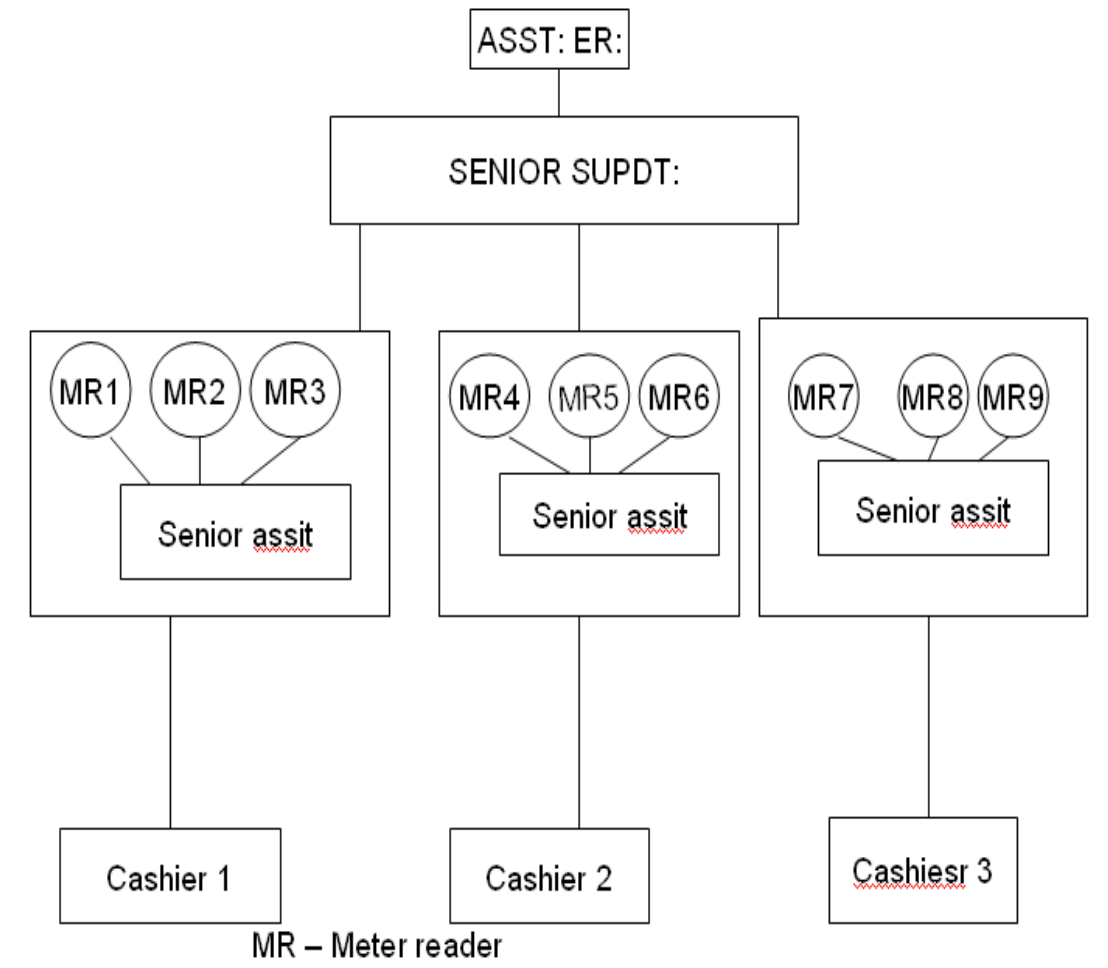 ASST: ER:
SENIOR SUPDT:
MR1 MR2 MR3
Senior assit
MR4 MR5 MR6
Senior assit
MR7 MR8 MR9
Senior assit
Cashier 1
Cashier 2
Cashiesr 3
MR – Meter reader